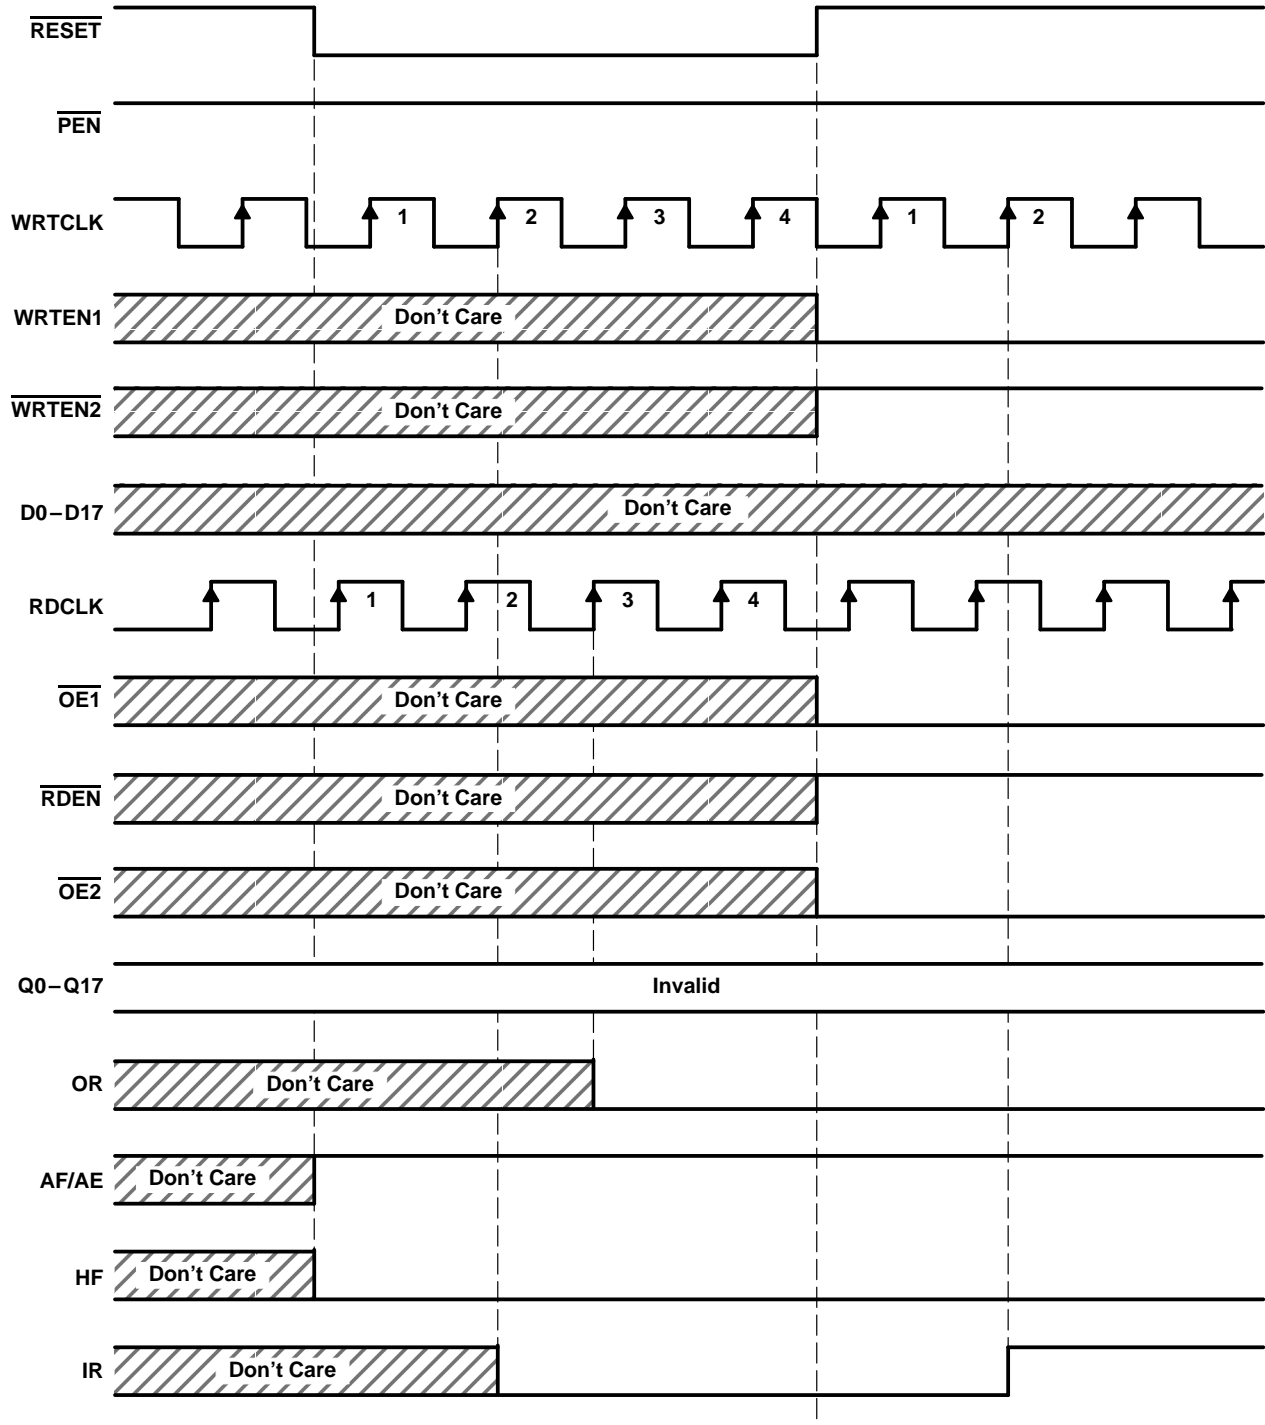 RESET
PEN
WRTCLK 1 2 3 4 1 2
WRTEN1 Don't Care
WRTEN2 Don't Care
D0–D17 Don't Care
RDCLK 1 2 3 4
OE1 Don't Care
RDEN Don't Care
OE2 Don't Care
Q0–Q17 Invalid
OR Don't Care
AF/AE Don't Care
HF Don't Care
IR Don't Care